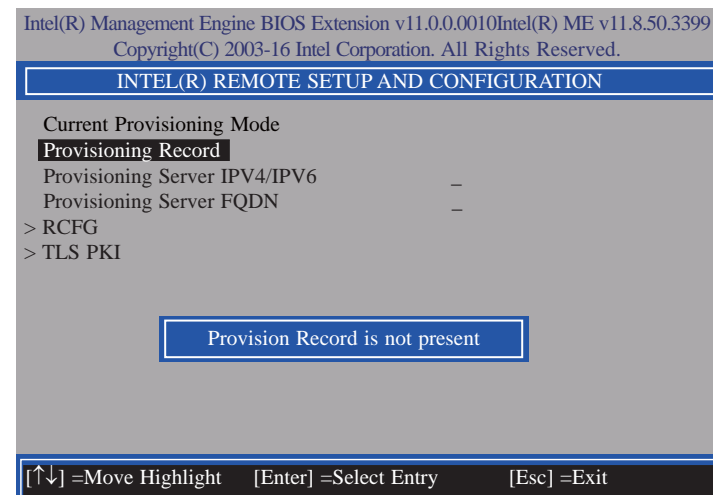 Intel(R) Management Engine BIOS Extension v11.0.0.0010Intel(R) ME v11.8.50.3399
Copyright(C) 2003-16 Intel Corporation. All Rights Reserved.
INTEL(R) REMOTE SETUP AND CONFIGURATION
Current Provisioning Mode
Provisioning Record
Provisioning Server IPV4/IPV6 _
Provisioning Server FQDN _
> RCFG
> TLS PKI
Provision Record is not present
[↑↓] =Move Highlight [Enter] =Select Entry [Esc] =Exit